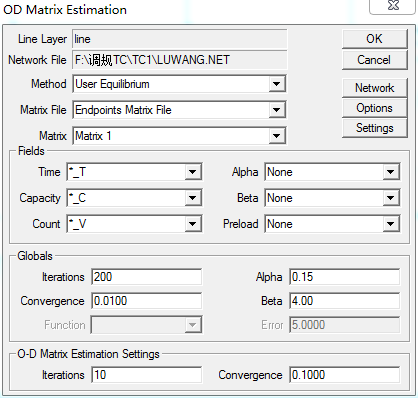 OD Matrix Estimation
Line Layer line OK
Network File F:\调规TC\TC1\LUWANG.NET Cancel
Method User Equilibrium Network
Matrix File Endpoints Matrix File Options
Matrix Matrix 1 Settings
Fields
Time *_T Alpha None
Capacity *_C Beta None
Count *_V Preload None
Globals
Iterations 200 Alpha 0.15
Convergence 0.0100 Beta 4.00
Function Error 5.0000
O-D Matrix Estimation Settings
Iterations 10 Convergence 0.1000